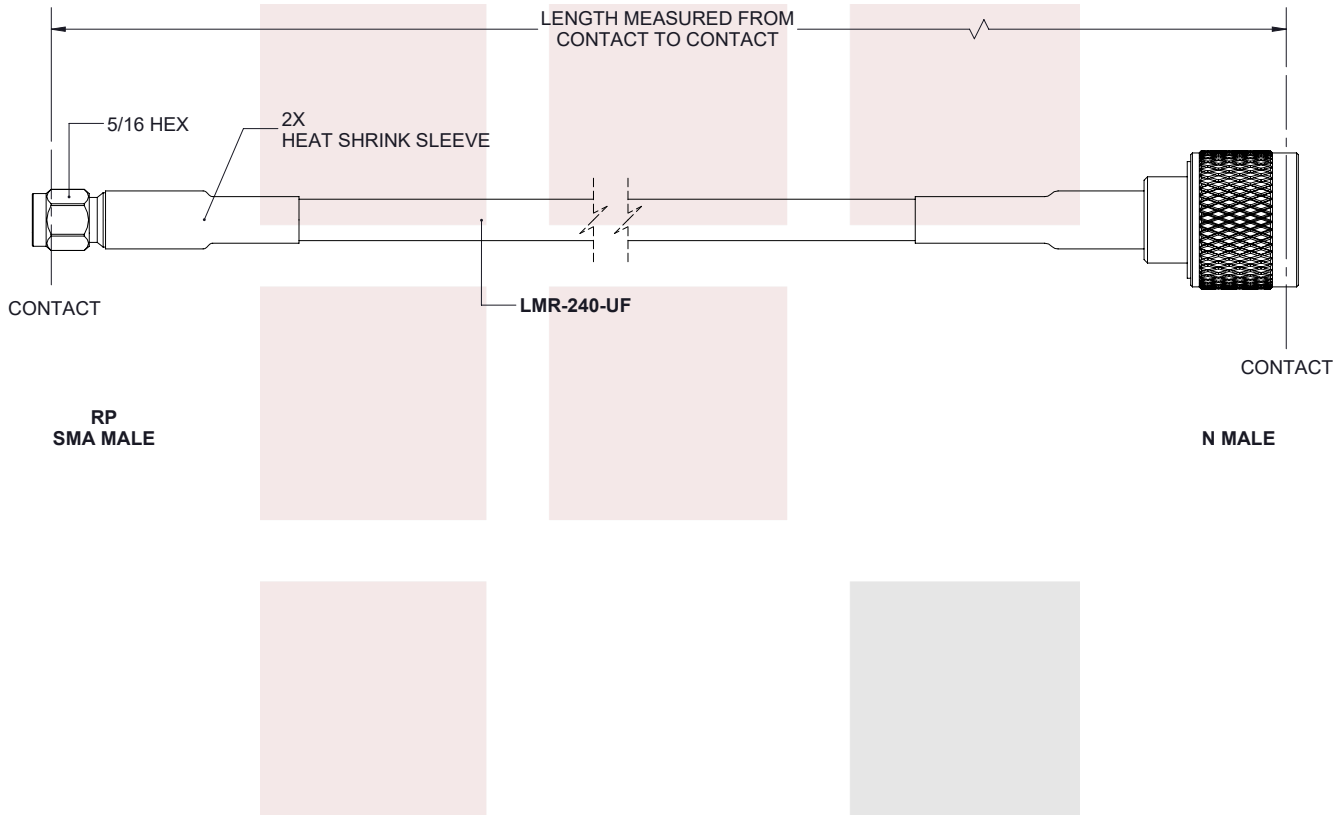 LENGTH MEASURED FROM
CONTACT TO CONTACT
5/16 HEX
2X
HEAT SHRINK SLEEVE
LMR-240-UF
CONTACT
CONTACT
RP
SMA MALE
N MALE